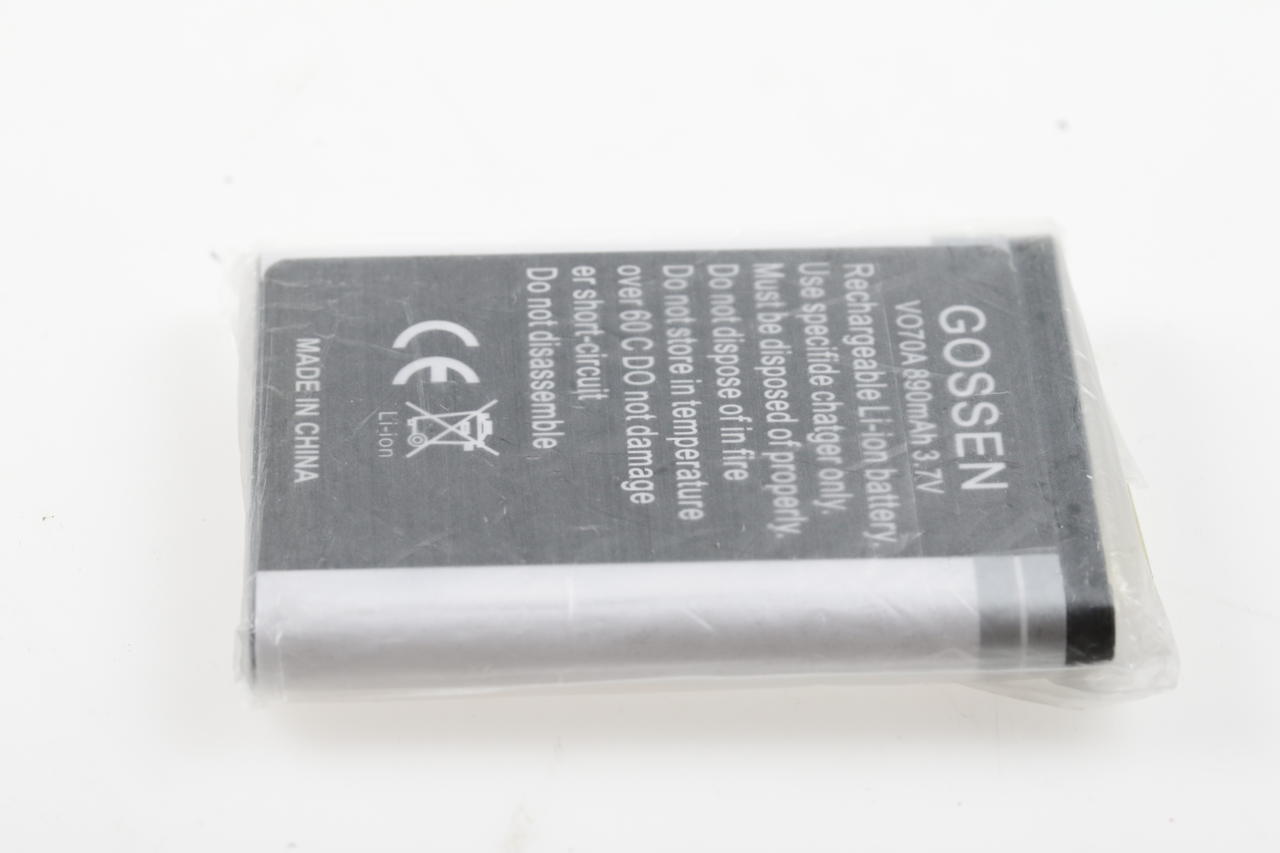 GOSSEN
VO70A 890mAh 3.7V
Rechargeable Li-ion battery.
Use specifide chatger only.
Must be disposed of properly.
Do not dispose of in fire
Do not store in temperature
over 60 C DO not damage
er short-circuit
Do not disassemble
CE
Li-ion
MADE IN CHINA